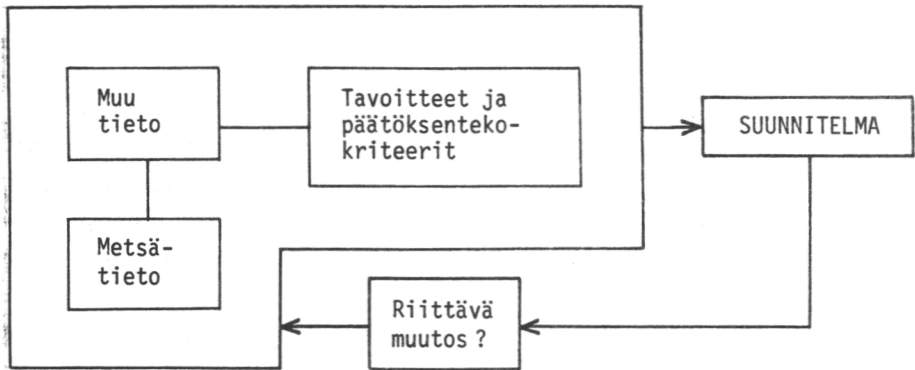 Muu
tieto
Tavoitteet ja
päätöksenteko-
kriteerit
SUUNNITELMA
Metsä-
tieto
Riittävä
muutos ?